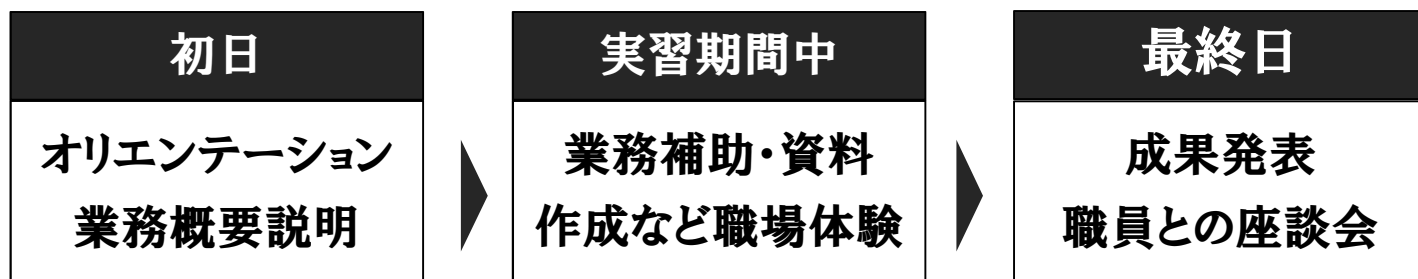 初日
オリエンテーション
業務概要説明
実習期間中
業務補助・資料
作成など職場体験
最終日
成果発表
職員との座談会